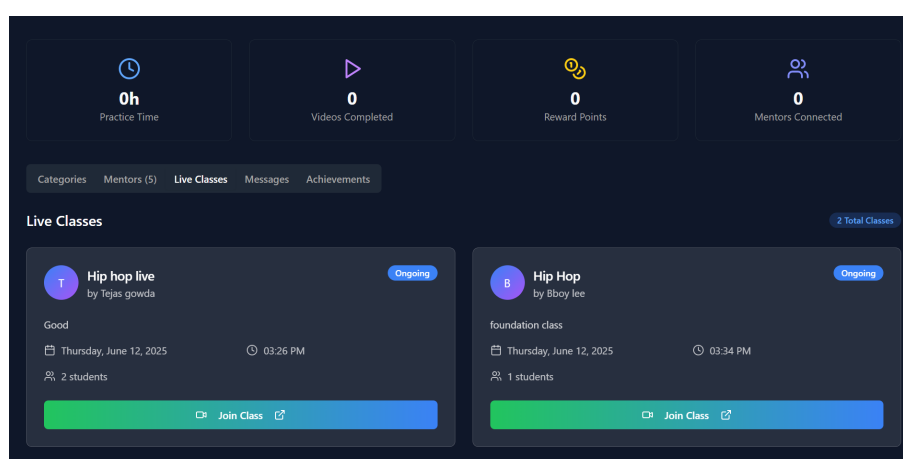 0h
Practice Time
0
Videos Completed
0
Reward Points
0
Mentors Connected
Categories Mentors (5) Live Classes Messages Achievements
Live Classes
2 Total Classes
T
Hip hop live
by Tejas gowda
Ongoing
Good
Thursday, June 12, 2025 03:26 PM
2 students
Join Class
B
Hip Hop
by Bboy lee
Ongoing
foundation class
Thursday, June 12, 2025 03:34 PM
1 students
Join Class